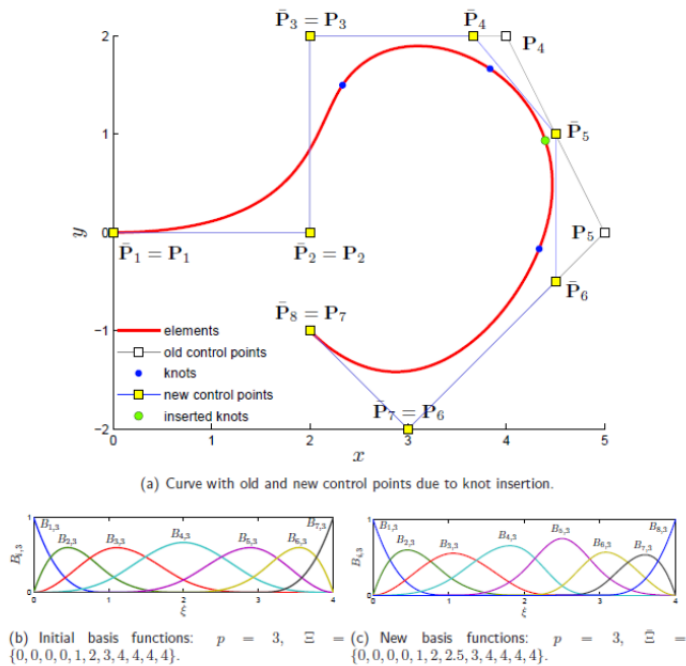 P̄₃ = P₃
P̄₄
2
P₄
P̄₅
1
y
0
P₅
P̄₁ = P₁
P̄₂ = P₂
P̄₆
P̄₈ = P₇
−1
elements
old control points
knots
new control points
inserted knots
P̄₇ = P₆
−2
0 1 2 3 4 5
x
(a) Curve with old and new control points due to knot insertion.
1 B₁,₃ B₂,₃ B₃,₃ B₄,₃ B₅,₃ B₆,₃ B₇,₃
0
0 1 2 3 4
ξ
1 B₁,₃ B₂,₃ B₃,₃ B₄,₃ B₅,₃ B₆,₃ B₇,₃ B₈,₃
0
0 1 2 3 4
ξ
(b) Initial basis functions: p = 3, Ξ =
{0, 0, 0, 0, 1, 2, 3, 4, 4, 4, 4}.
(c) New basis functions: p = 3, Ξ̄ =
{0, 0, 0, 0, 1, 2, 2.5, 3, 4, 4, 4, 4}.